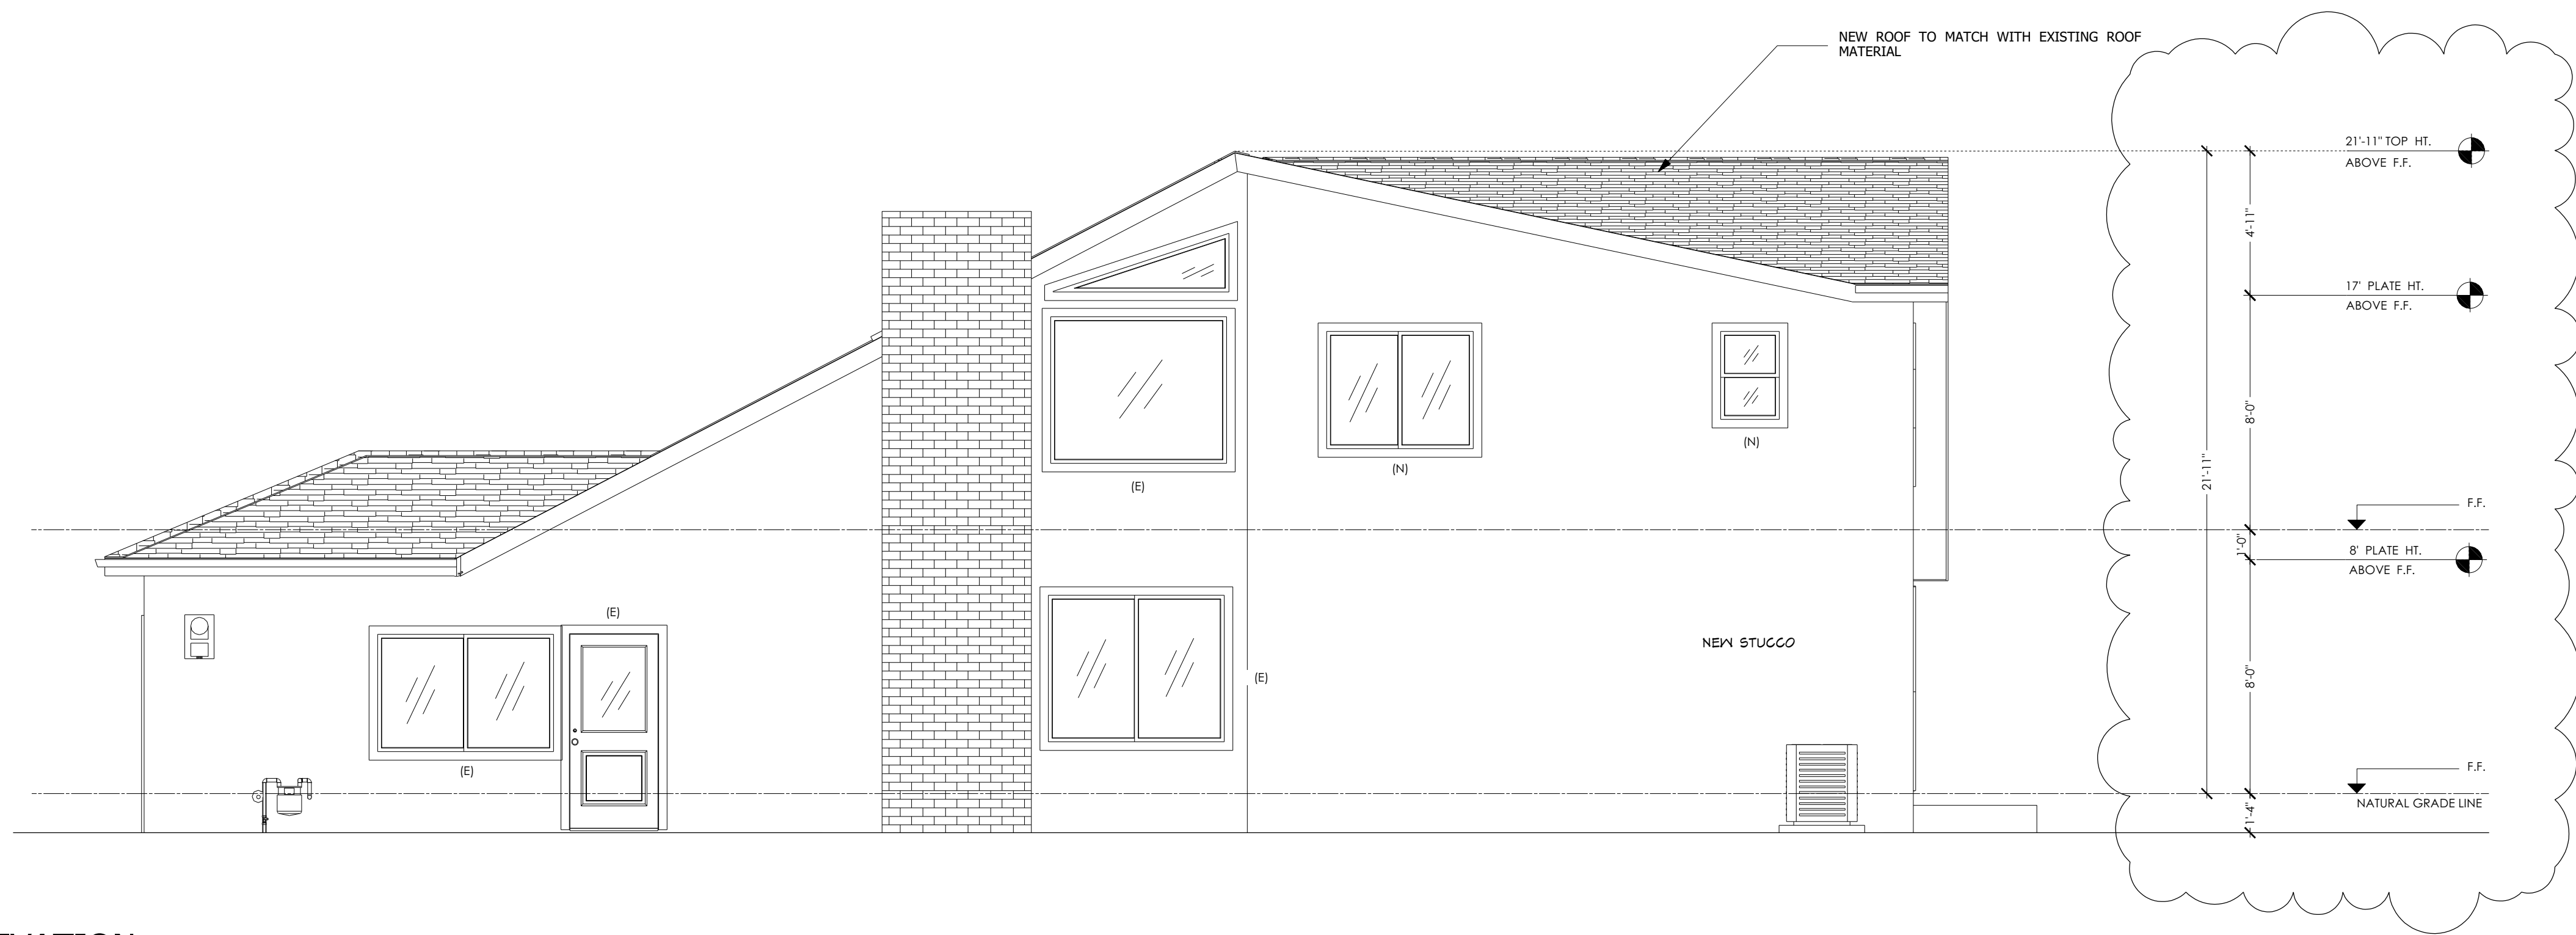 NEW ROOF TO MATCH WITH EXISTING ROOF
MATERIAL
21'-11" TOP HT.
ABOVE F.F.
4'-11"
17' PLATE HT.
ABOVE F.F.
8'-0"
21'-11"
(N)
(N)
(E)
F.F.
1'-0"
8' PLATE HT.
ABOVE F.F.
(E)
NEW STUCCO
(E)
8'-0"
(E)
F.F.
NATURAL GRADE LINE
1'-4"